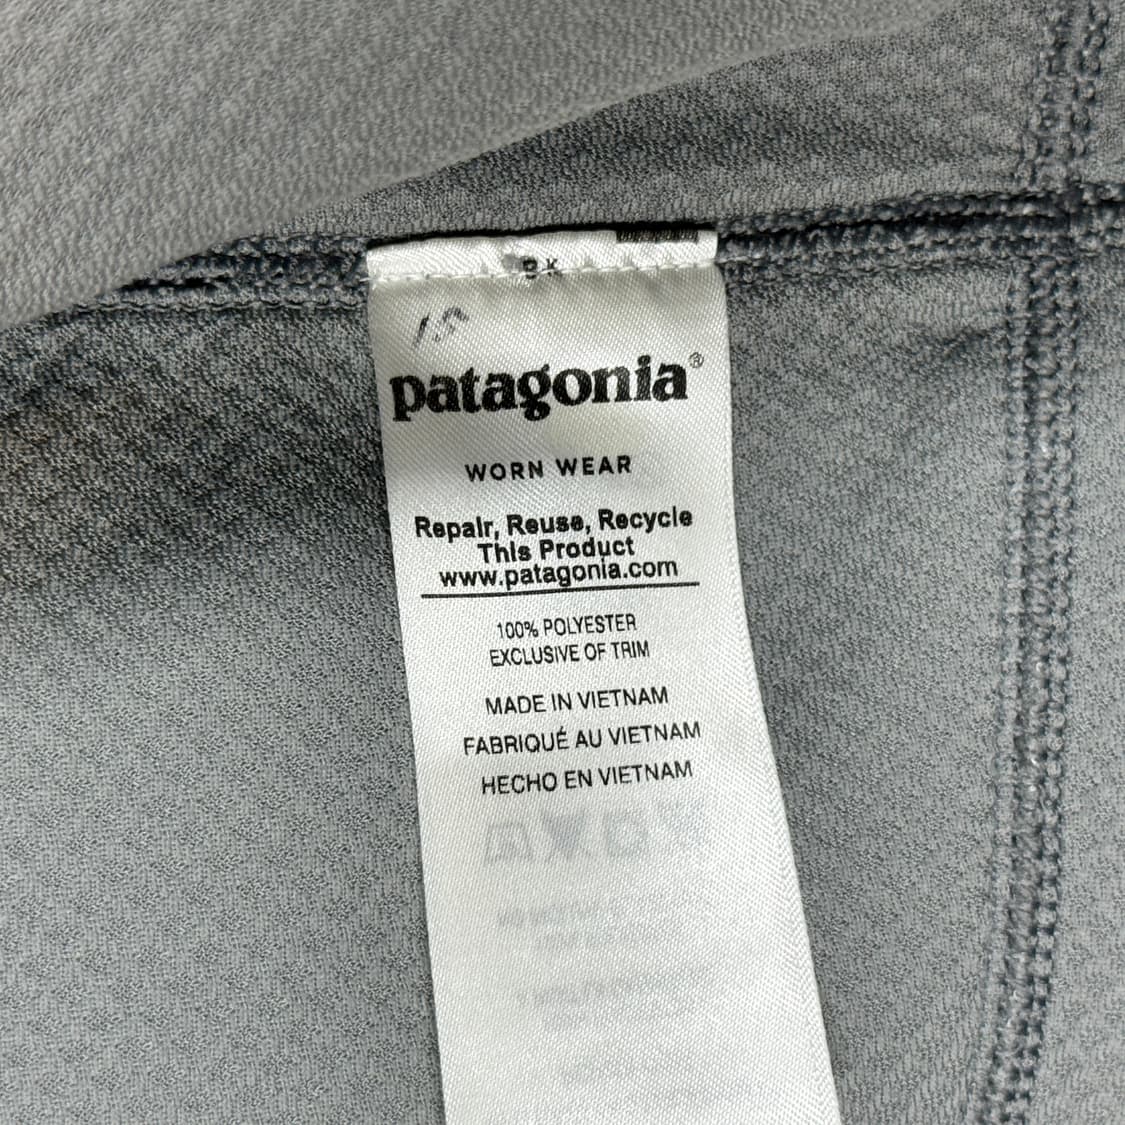 patagonia®
WORN WEAR
Repair, Reuse, Recycle
This Product
www.patagonia.com
100% POLYESTER
EXCLUSIVE OF TRIM
MADE IN VIETNAM
FABRIQUÉ AU VIETNAM
HECHO EN VIETNAM